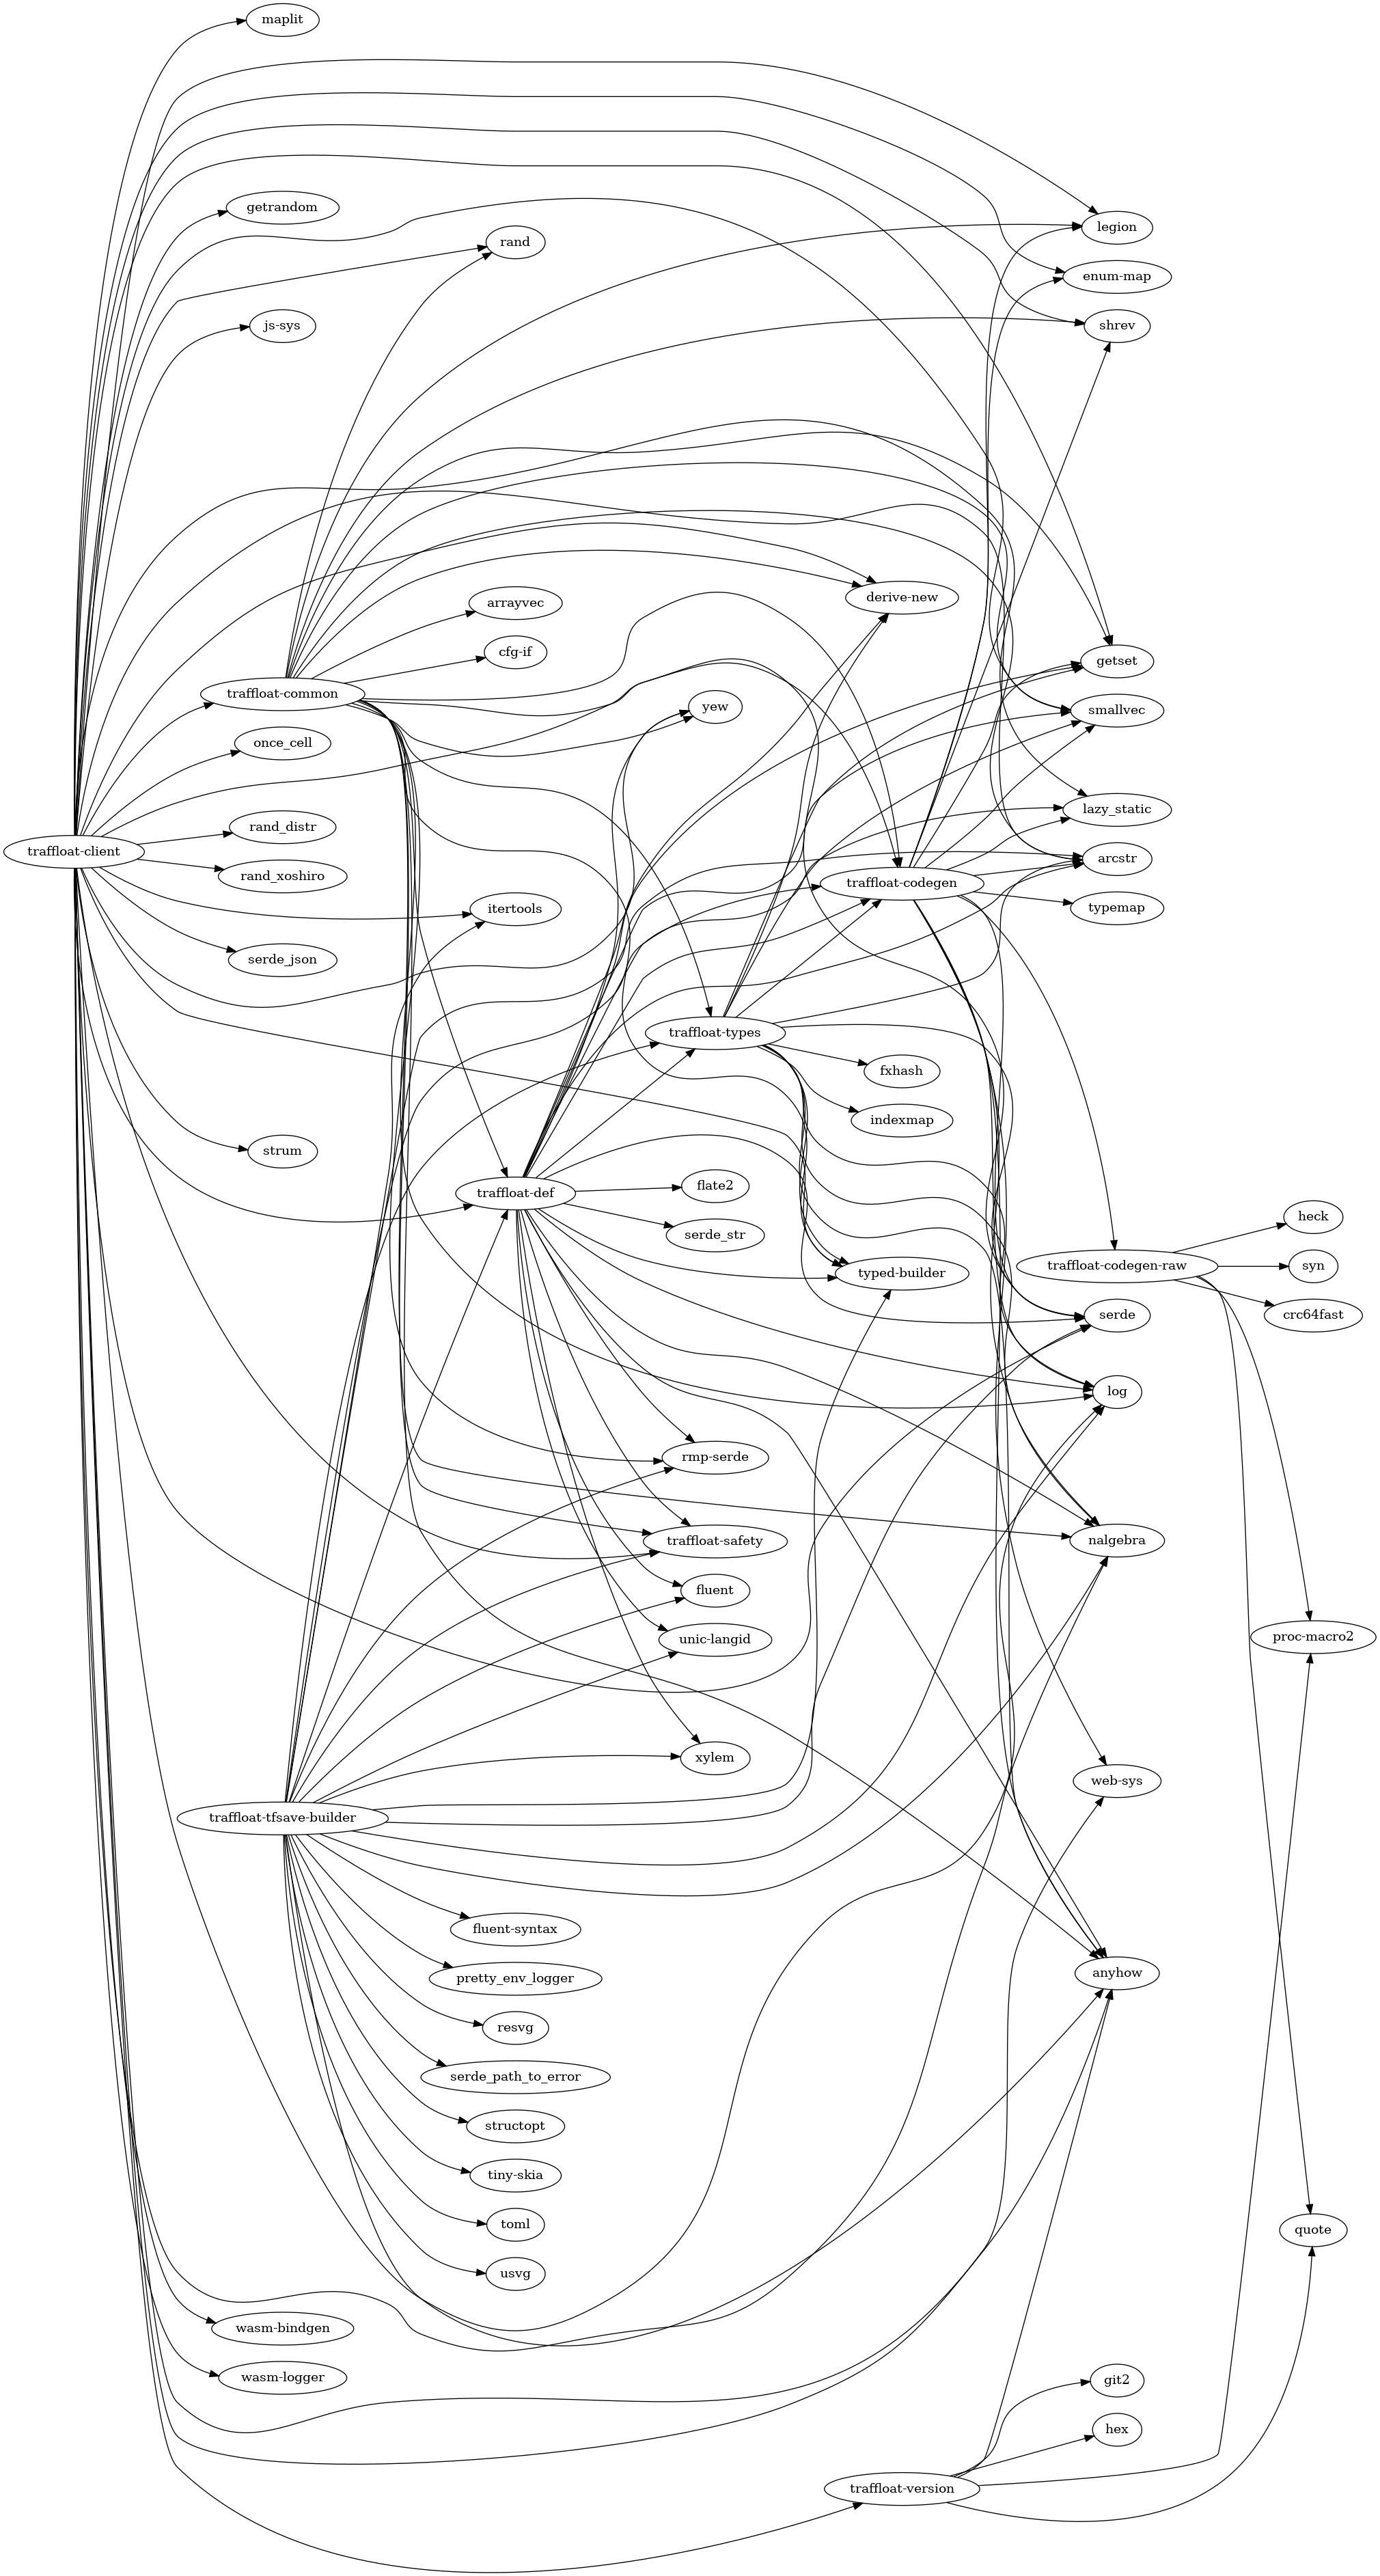 maplit
getrandom
legion
rand
enum-map
js-sys
shrev
derive-new
arrayvec
cfg-if
getset
traffloat-common
yew
smallvec
once_cell
lazy_static
rand_distr
traffloat-client
arcstr
rand_xoshiro
traffloat-codegen
itertools
typemap
serde_json
traffloat-types
fxhash
indexmap
strum
flate2
traffloat-def
heck
serde_str
traffloat-codegen-raw
syn
typed-builder
serde
crc64fast
log
rmp-serde
traffloat-safety
nalgebra
fluent
unic-langid
proc-macro2
xylem
web-sys
traffloat-tfsave-builder
fluent-syntax
pretty_env_logger
anyhow
resvg
serde_path_to_error
structopt
tiny-skia
toml
quote
usvg
wasm-bindgen
wasm-logger
git2
hex
traffloat-version